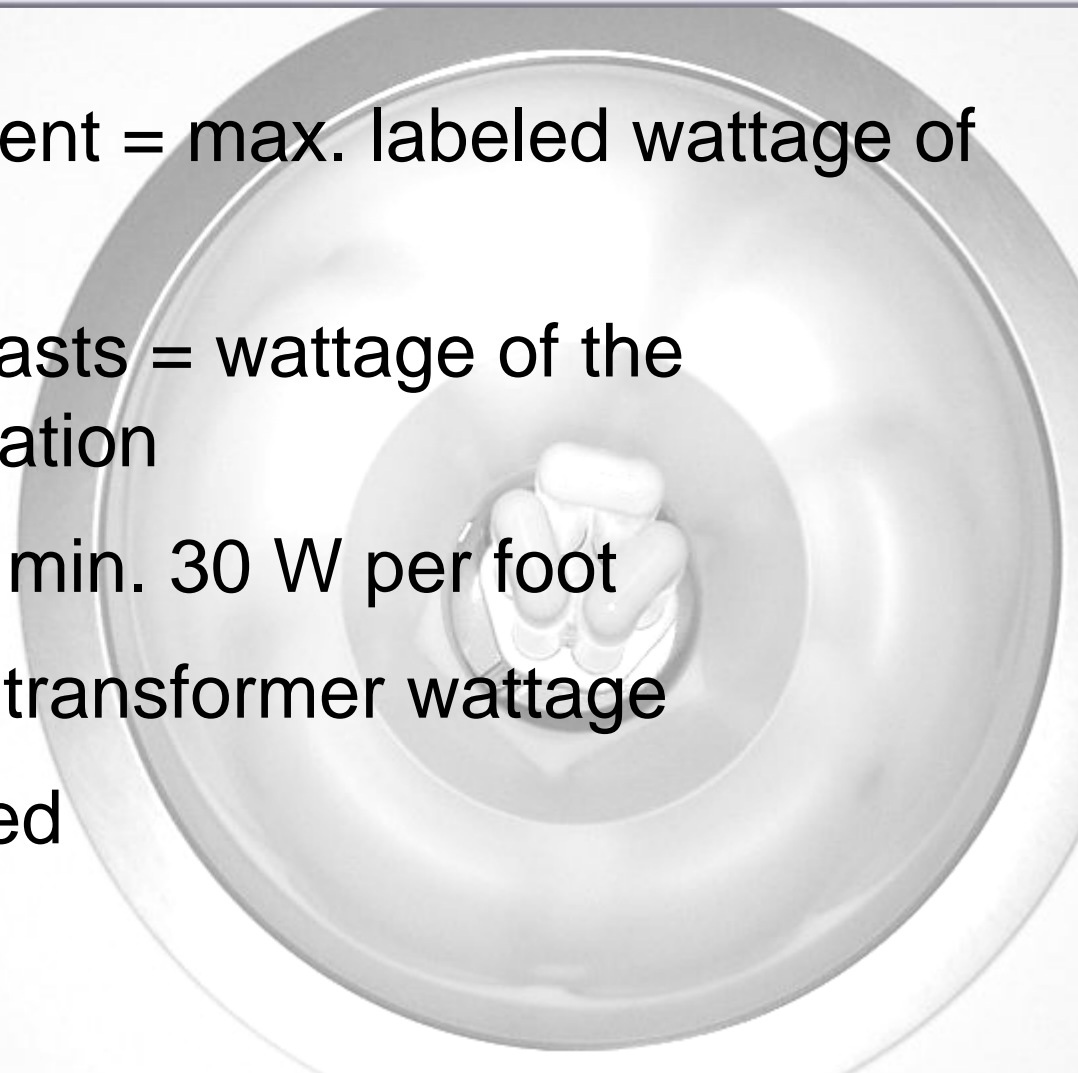 ent = max. labeled wattage of
asts = wattage of the
ation
min. 30 W per foot
transformer wattage
ed